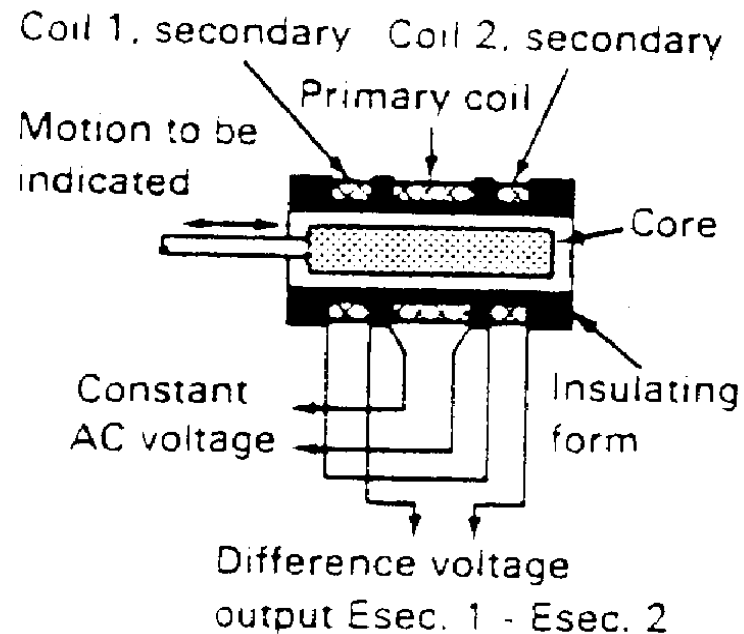 Coil 1, secondary Coil 2, secondary
Primary coil
Motion to be
indicated
Core
Constant
AC voltage
Insulating
form
Difference voltage
output Esec. 1 - Esec. 2